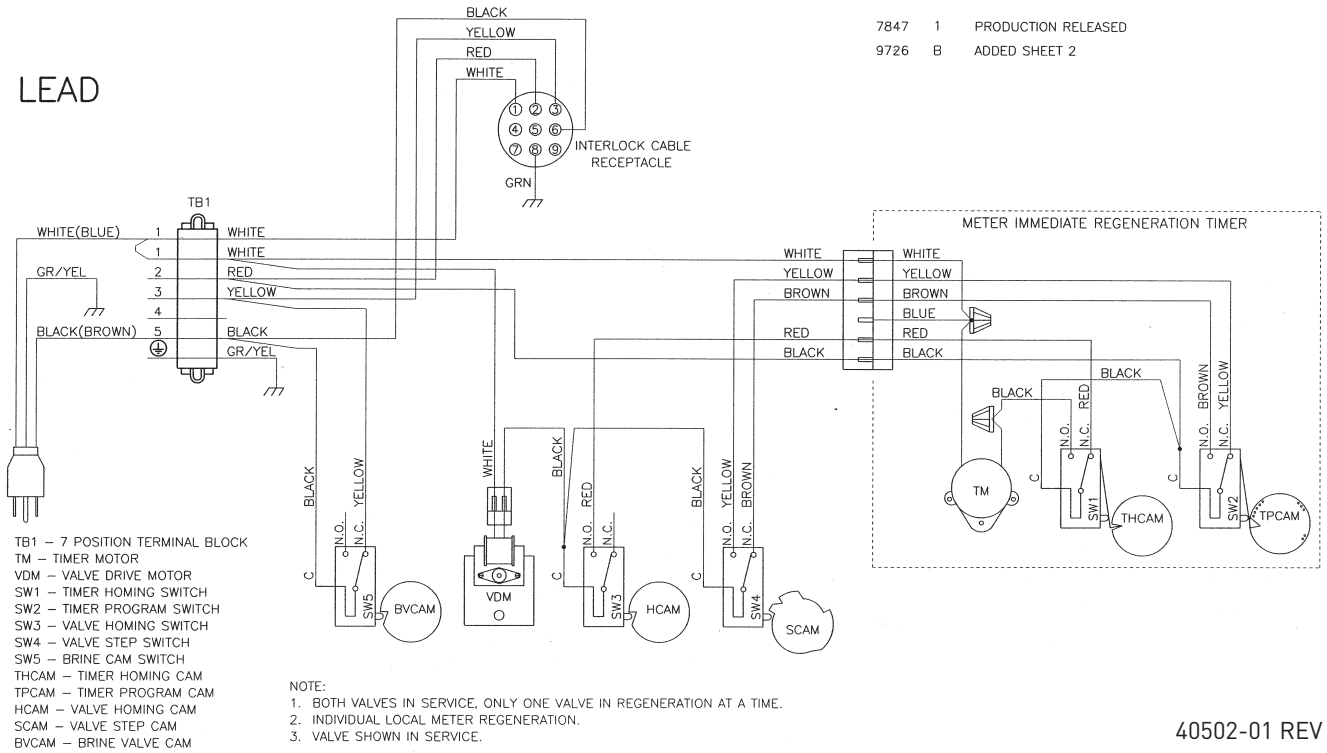 BLACK
YELLOW
RED
WHITE
7847 1 PRODUCTION RELEASED
9726 B ADDED SHEET 2
LEAD
1 2 3
4 5 6
7 8 9
INTERLOCK CABLE
RECEPTACLE
GRN
TB1
METER IMMEDIATE REGENERATION TIMER
WHITE(BLUE) 1 WHITE
1 WHITE
GR/YEL 2 RED
3 YELLOW
4
BLACK(BROWN) 5 BLACK
GR/YEL
WHITE WHITE
YELLOW YELLOW
BROWN BROWN
BLUE
RED RED
BLACK BLACK
BLACK
BLACK
RED
BROWN
YELLOW
N.O.
N.C.
N.O.
N.C.
C
C
TM
SW1
THCAM
SW2
TPCAM
BLACK
YELLOW
WHITE
BLACK
RED
BLACK
YELLOW
BROWN
N.O.
N.C.
N.O.
N.C.
N.O.
N.C.
C
C
C
SW5
BVCAM
VDM
SW3
HCAM
SW4
SCAM
TB1 – 7 POSITION TERMINAL BLOCK
TM – TIMER MOTOR
VDM – VALVE DRIVE MOTOR
SW1 – TIMER HOMING SWITCH
SW2 – TIMER PROGRAM SWITCH
SW3 – VALVE HOMING SWITCH
SW4 – VALVE STEP SWITCH
SW5 – BRINE CAM SWITCH
THCAM – TIMER HOMING CAM
TPCAM – TIMER PROGRAM CAM
HCAM – VALVE HOMING CAM
SCAM – VALVE STEP CAM
BVCAM – BRINE VALVE CAM
NOTE:
1. BOTH VALVES IN SERVICE, ONLY ONE VALVE IN REGENERATION AT A TIME.
2. INDIVIDUAL LOCAL METER REGENERATION.
3. VALVE SHOWN IN SERVICE.
40502-01 REV